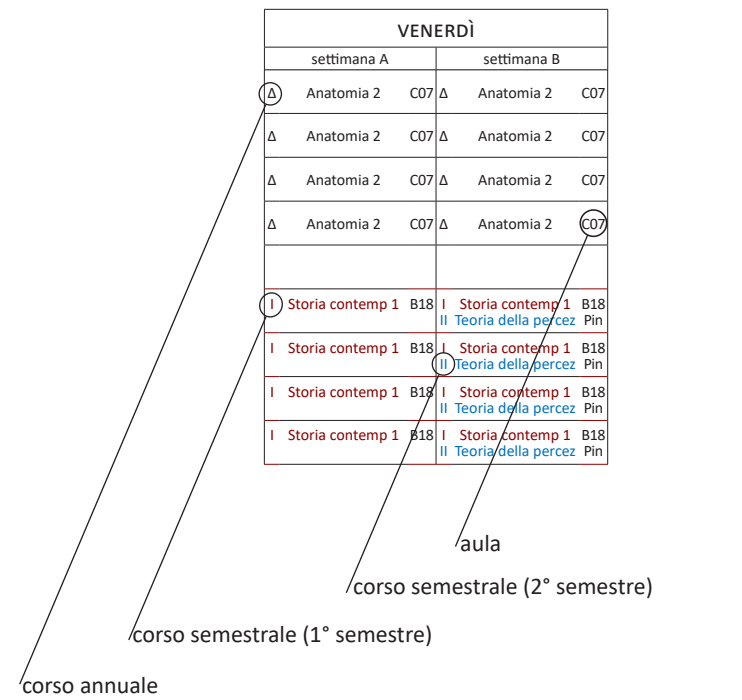 VENERDÌ
settimana A settimana B
Δ Anatomia 2 C07 Δ Anatomia 2 C07
Δ Anatomia 2 C07 Δ Anatomia 2 C07
Δ Anatomia 2 C07 Δ Anatomia 2 C07
Δ Anatomia 2 C07 Δ Anatomia 2 C07
I Storia contemp 1 B18 I Storia contemp 1 B18
II Teoria della percez Pin
I Storia contemp 1 B18 I Storia contemp 1 B18
II Teoria della percez Pin
I Storia contemp 1 B18 I Storia contemp 1 B18
II Teoria della percez Pin
I Storia contemp 1 B18 I Storia contemp 1 B18
II Teoria della percez Pin
aula
corso semestrale (2° semestre)
corso semestrale (1° semestre)
corso annuale